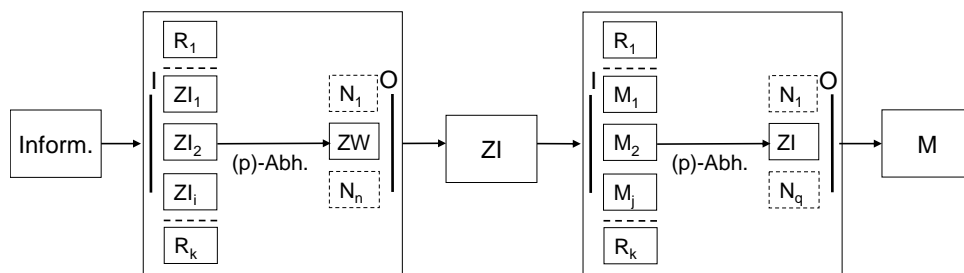 Inform.
I
R1
ZI1
ZI2
ZIi
Rk
(p)-Abh.
N1
ZW
Nn
O
ZI
I
R1
M1
M2
Mj
Rk
(p)-Abh.
N1
ZI
Nq
O
M